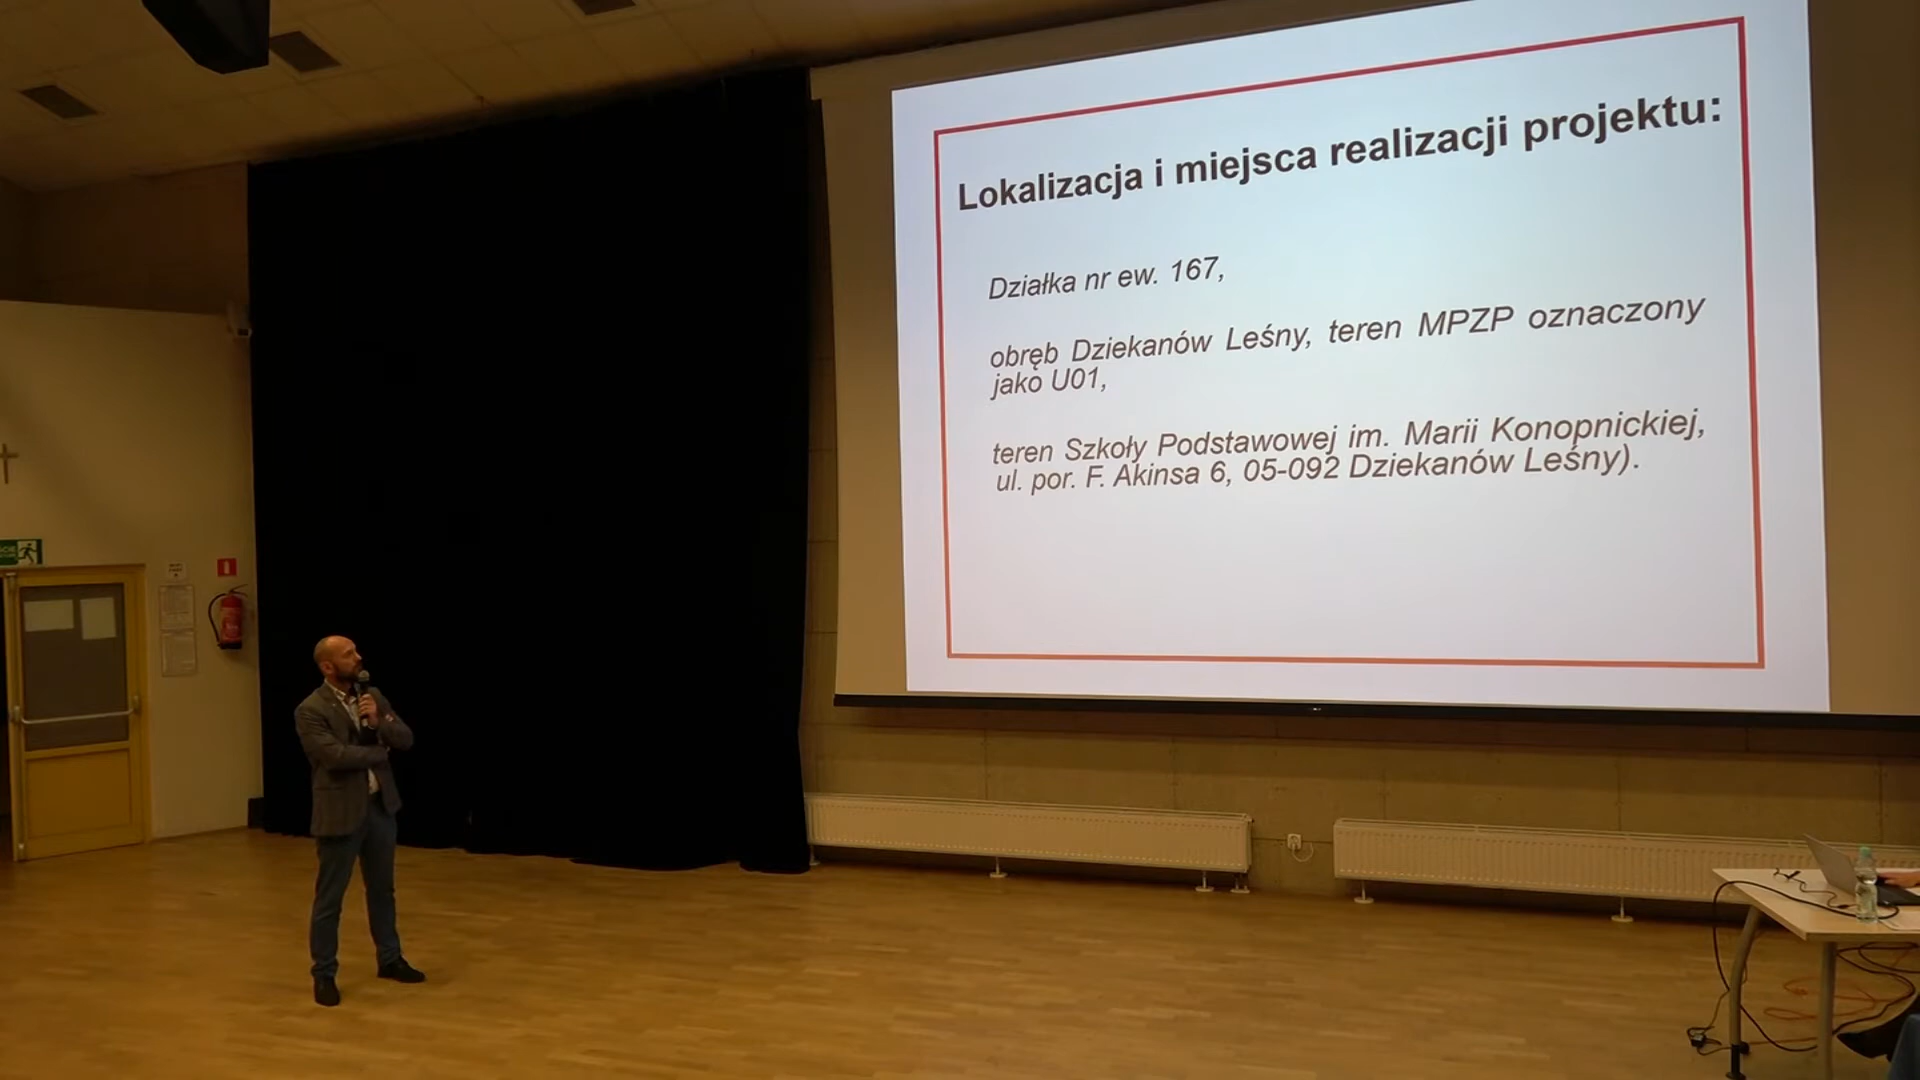 Lokalizacja i miejsca realizacji projektu:
Działka nr ew. 167,
obręb Dziekanów Leśny, teren MPZP oznaczony
jako U01,
teren Szkoły Podstawowej im. Marii Konopnickiej,
ul. por. F. Akinsa 6, 05-092 Dziekanów Leśny).